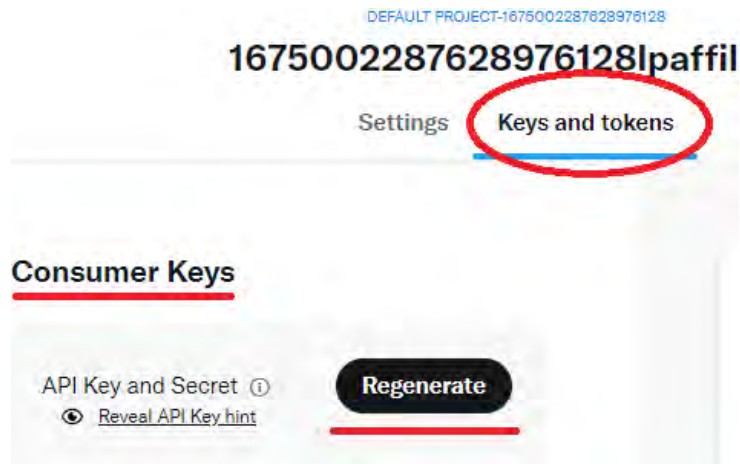 DEFAULT PROJECT-1675002287628976128
1675002287628976128lpaffil
Settings Keys and tokens
Consumer Keys
API Key and Secret
Regenerate
Reveal API Key hint